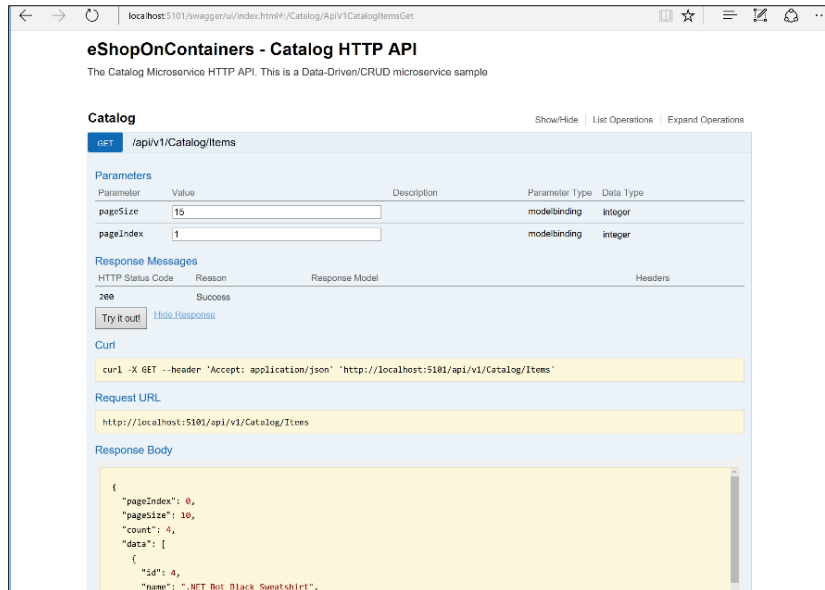 localhost:5101/swagger/ui/index.html#!/Catalog/ApiV1CatalogItemsGet
eShopOnContainers - Catalog HTTP API
The Catalog Microservice HTTP API. This is a Data-Driven/CRUD microservice sample
Catalog Show/Hide List Operations Expand Operations
GET /api/v1/Catalog/Items
Parameters
Parameter Value Description Parameter Type Data Type
pageSize 15 modelbinding integer
pageIndex 1 modelbinding integer
Response Messages
HTTP Status Code Reason Response Model Headers
200 Success
Try it out! Hide Response
Curl
curl -X GET --header 'Accept: application/json' 'http://localhost:5101/api/v1/Catalog/Items'
Request URL
http://localhost:5101/api/v1/Catalog/Items
Response Body
{
"pageIndex": 0,
"pageSize": 10,
"count": 4,
"data": [
{
"id": 4,
"name": ".NET Bot Black Sweatshirt",